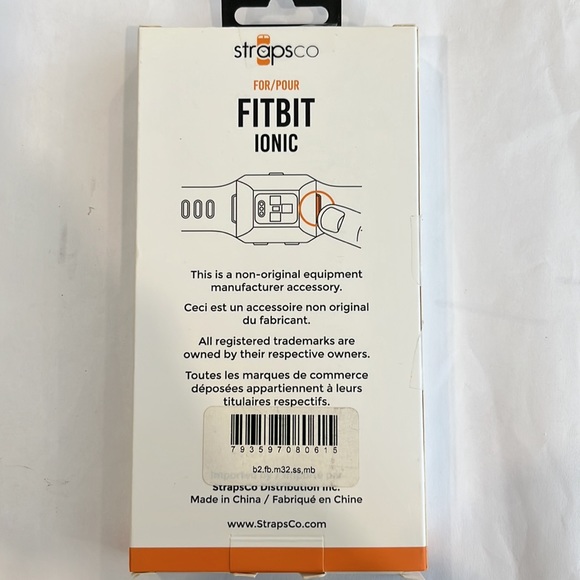 strapsco
FOR/POUR
FITBIT
IONIC
This is a non-original equipment
manufacturer accessory.
Ceci est un accessoire non original
du fabricant.
All registered trademarks are
owned by their respective owners.
Toutes les marques de commerce
déposées appartiennent à leurs
titulaires respectifs.
793597080615
b2.fb.m32.ss.mb
StrapsCo Distribution Inc.
Made in China / Fabriqué en Chine
www.StrapsCo.com